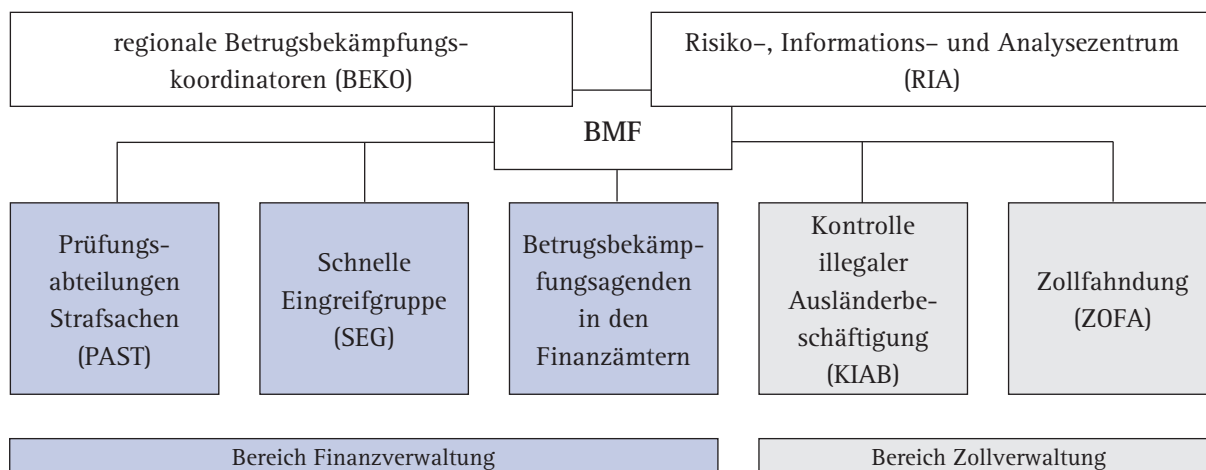 regionale Betrugsbekämpfungs-
koordinatoren (BEKO)
Risiko-, Informations- und Analysezentrum
(RIA)
BMF
Prüfungs-
abteilungen
Strafsachen
(PAST)
Schnelle
Eingreifgruppe
(SEG)
Betrugsbekämp-
fungsagenden
in den
Finanzämtern
Kontrolle
illegaler
Ausländerbe-
schäftigung
(KIAB)
Zollfahndung
(ZOFA)
Bereich Finanzverwaltung
Bereich Zollverwaltung